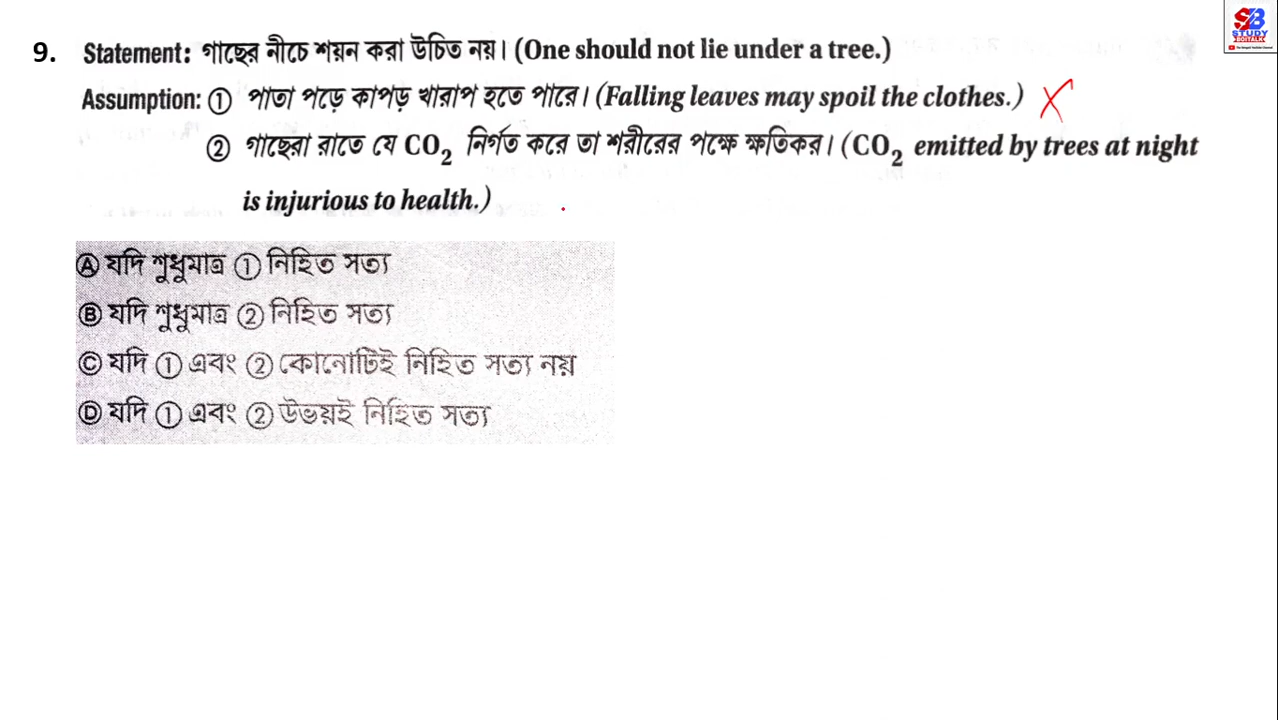 SB
STUDY
9. Statement: গাছের নীচে শয়ন করা উচিত নয়। (One should not lie under a tree.)
Assumption: ① পাতা পড়ে কাপড় খারাপ হতে পারে। (Falling leaves may spoil the clothes.) X
② গাছেরা রাতে যে CO₂ নির্গত করে তা শরীরের পক্ষে ক্ষতিকর। (CO₂ emitted by trees at night
is injurious to health.)
Ⓐ যদি শুধুমাত্র ① নিহিত সত্য
Ⓑ যদি শুধুমাত্র ② নিহিত সত্য
Ⓒ যদি ① এবং ② কোনোটিই নিহিত সত্য নয়
Ⓓ যদি ① এবং ② উভয়ই নিহিত সত্য